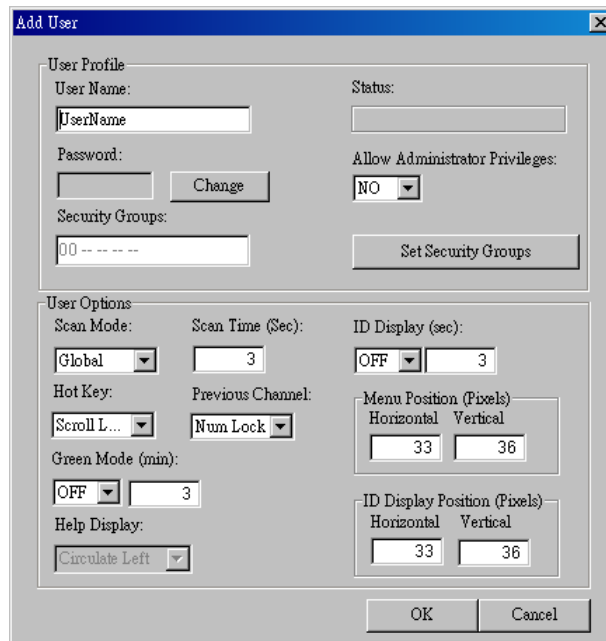 Add User
User Profile
User Name:
Status:
UserName
Password:
Allow Administrator Privileges:
Change
NO
Security Groups:
00 -- -- -- --
Set Security Groups
User Options
Scan Mode:
Scan Time (Sec):
ID Display (sec):
Global
3
OFF
3
Hot Key:
Previous Channel:
Menu Position (Pixels)
Horizontal Vertical
Scroll L...
Num Lock
33
36
Green Mode (min):
OFF
3
ID Display Position (Pixels)
Help Display:
Horizontal Vertical
Circulate Left
33
36
OK
Cancel